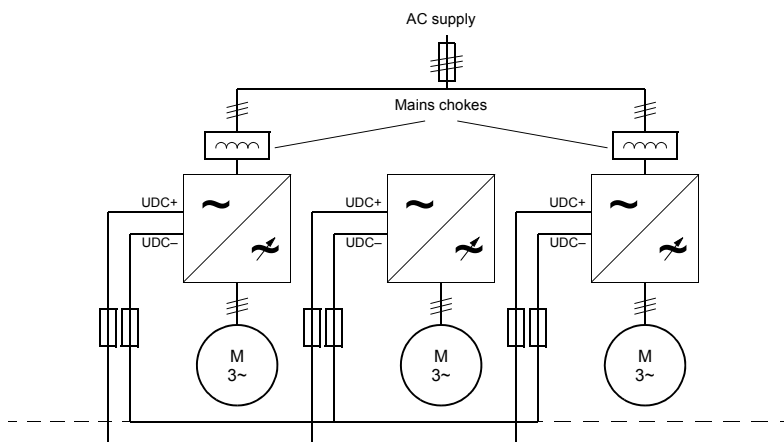 AC supply
Mains chokes
UDC+
UDC–
UDC+
UDC–
UDC+
UDC–
M
3~
M
3~
M
3~